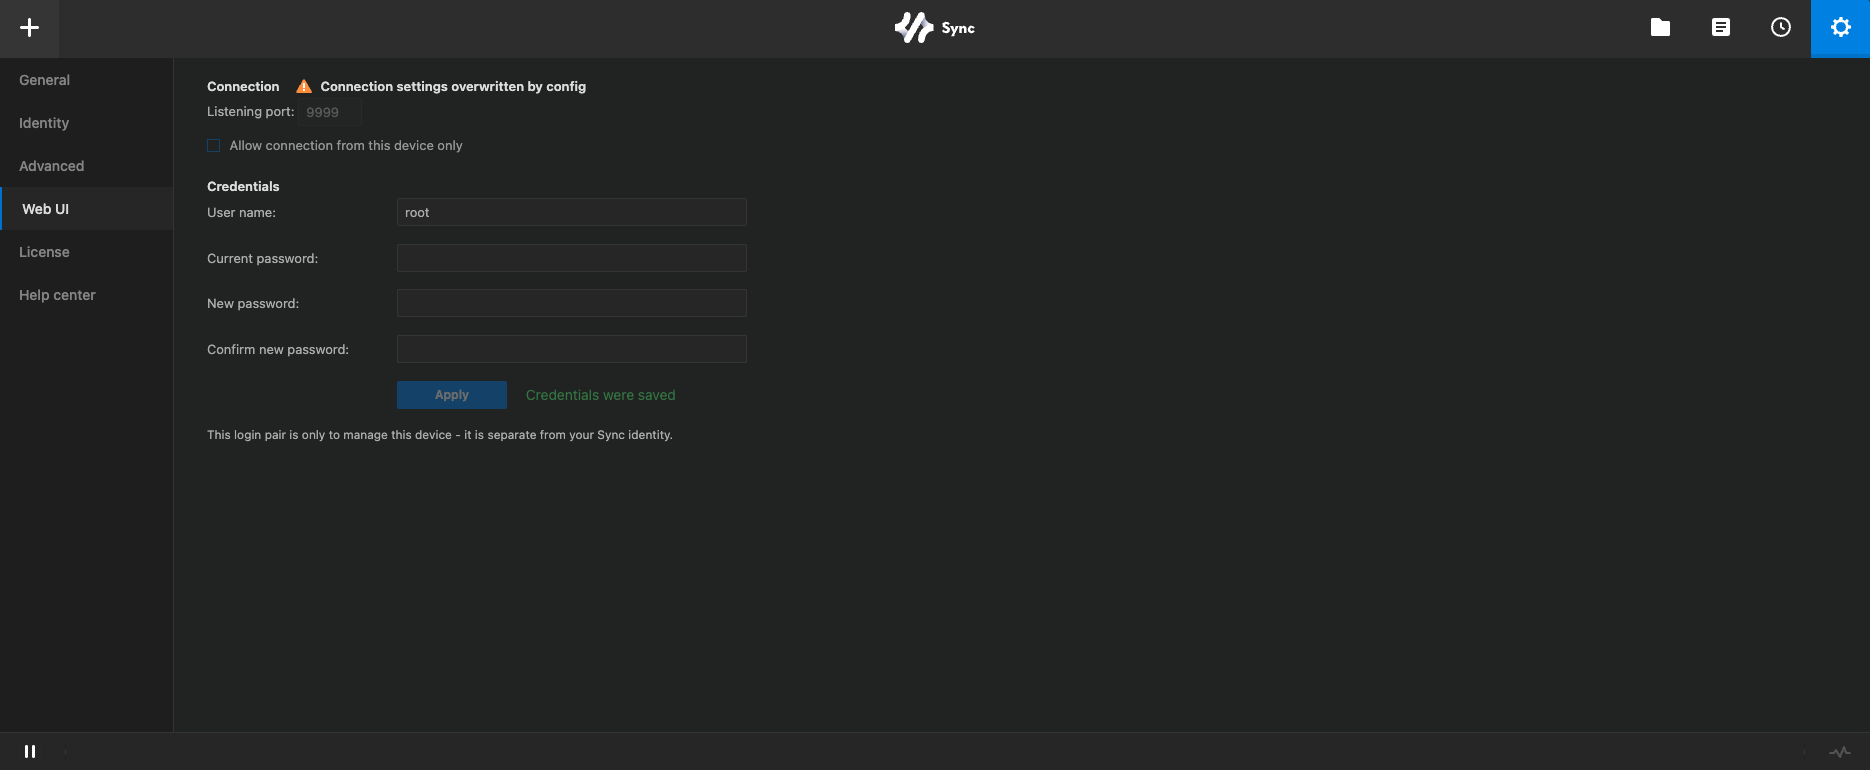 Sync
General
Identity
Advanced
Web UI
License
Help center
Connection Connection settings overwritten by config
Listening port: 9999
Allow connection from this device only
Credentials
User name: root
Current password:
New password:
Confirm new password:
Apply Credentials were saved
This login pair is only to manage this device - it is separate from your Sync identity.